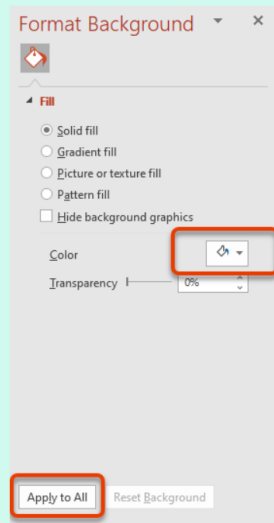 Format Background
Fill
Solid fill
Gradient fill
Picture or texture fill
Pattern fill
Hide background graphics
Color
Transparency 0%
Apply to All Reset Background